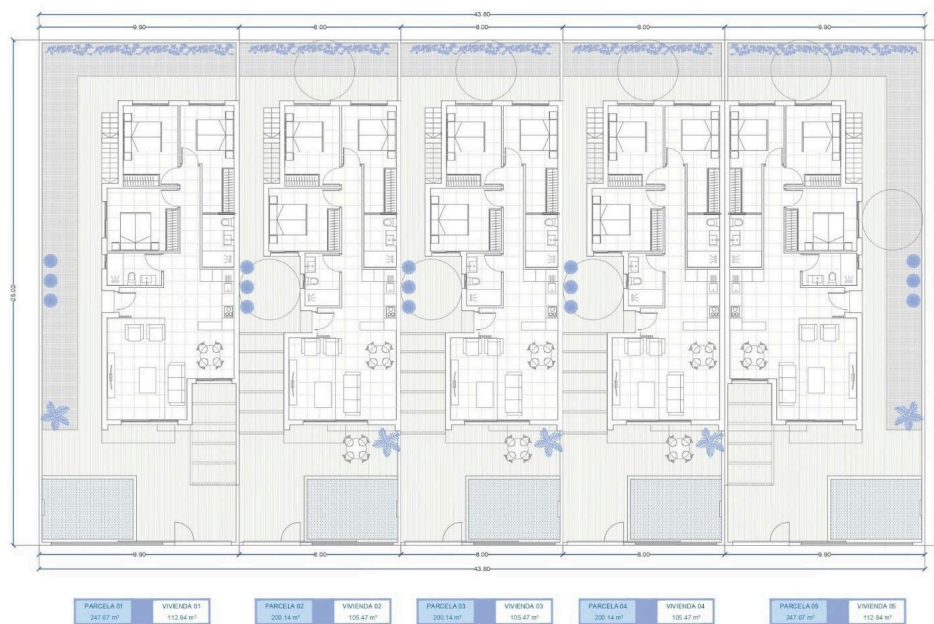 43.80
9.90 8.00 8.00 8.00 9.90
25.02
9.90 8.00 8.00 8.00 9.90
43.80
PARCELA 01 VIVIENDA 01
247.67 m² 112.84 m²
PARCELA 02 VIVIENDA 02
200.14 m² 105.47 m²
PARCELA 03 VIVIENDA 03
200.14 m² 105.47 m²
PARCELA 04 VIVIENDA 04
200.14 m² 105.47 m²
PARCELA 05 VIVIENDA 05
247.67 m² 112.84 m²